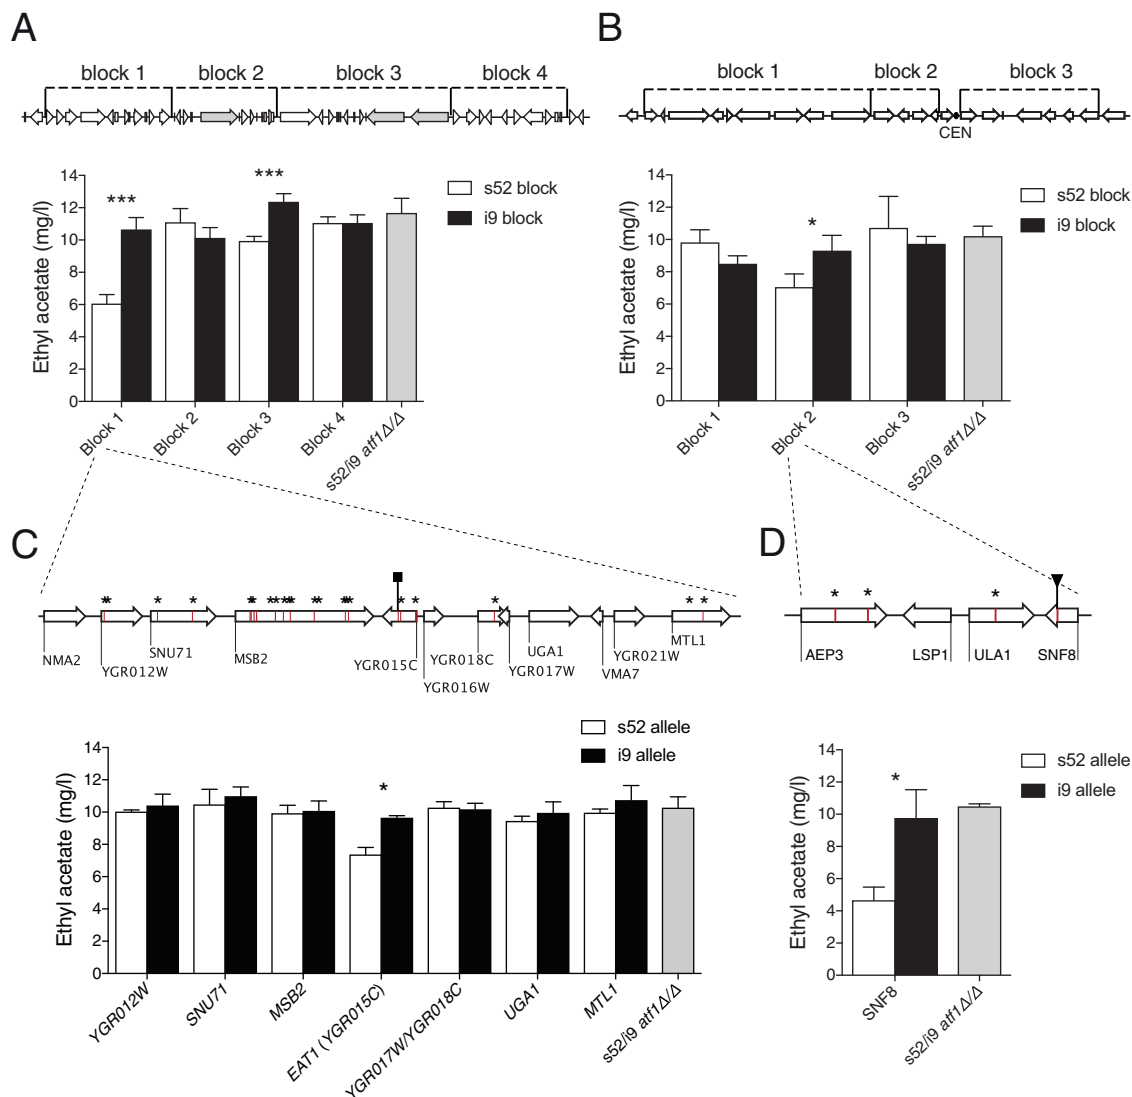 A
block 1 block 2 block 3 block 4
***
***
s52 block
i9 block
Ethyl acetate (mg/l)
14
12
10
8
6
4
2
0
Block 1 Block 2 Block 3 Block 4 s52/i9 atf1Δ/Δ
B
block 1 block 2 block 3
CEN
*
s52 block
i9 block
Ethyl acetate (mg/l)
14
12
10
8
6
4
2
0
Block 1 Block 2 Block 3 s52/i9 atf1Δ/Δ
C
NMA2 YGR012W SNU71 MSB2 YGR015C YGR016W YGR018C YGR017W UGA1 VMA7 YGR021W MTL1
s52 allele
i9 allele
*
Ethyl acetate (mg/l)
14
12
10
8
6
4
2
0
YGR012W SNU71 MSB2 EAT1 (YGR015C) YGR017W/YGR018C UGA1 MTL1 s52/i9 atf1Δ/Δ
D
* * *
AEP3 LSP1 ULA1 SNF8
s52 allele
i9 allele
*
Ethyl acetate (mg/l)
14
12
10
8
6
4
2
0
SNF8 s52/i9 atf1Δ/Δ